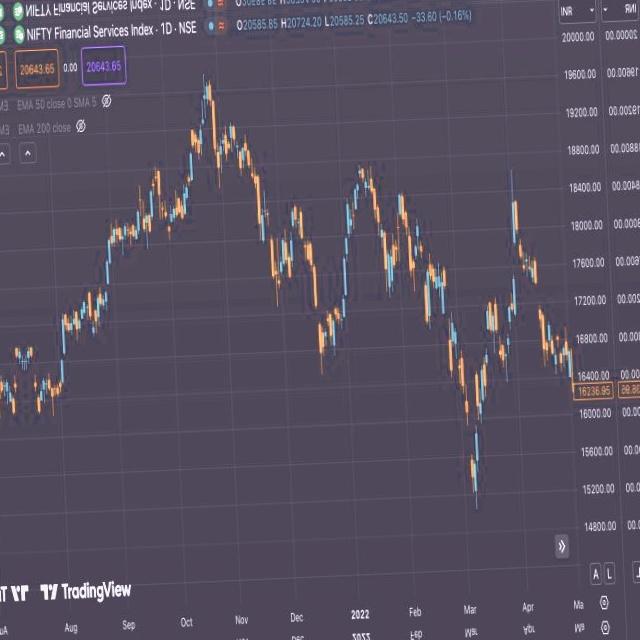 NIFTY Financial Services Index · 1D · NSE
O20585.85 H20724.20 L20585.25 C20643.50 -33.60 (-0.16%)
INR
20643.65 0.00 20643.65
EMA 50 close 0 SMA 5
EMA 200 close
20000.00
19600.00
19200.00
18800.00
18400.00
18000.00
17600.00
17200.00
16800.00
16400.00
16236.95
16000.00
15600.00
15200.00
14800.00
A L
TradingView
Aug Sep Oct Nov Dec 2022 Feb Mar Apr Ma